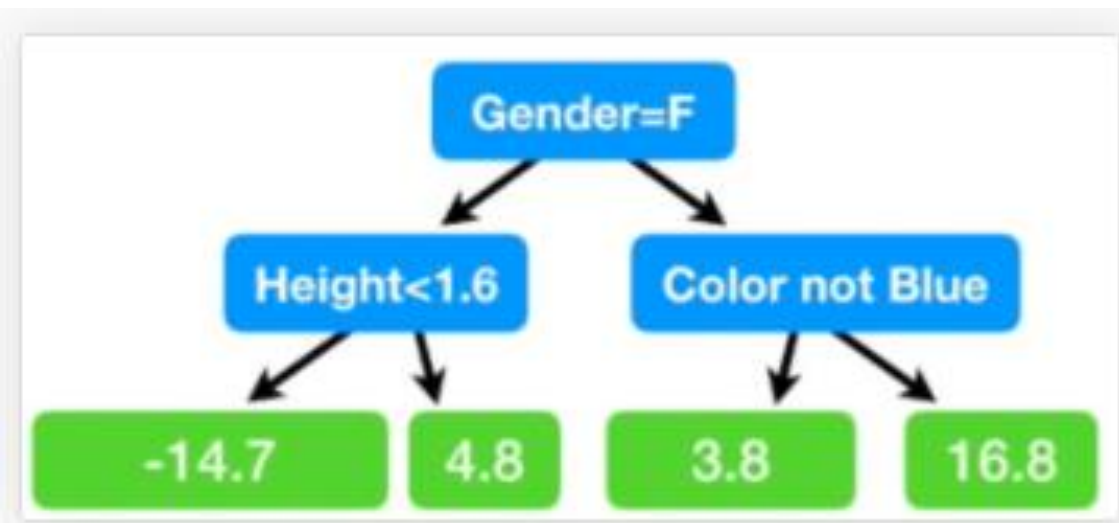 Gender=F
Height<1.6
Color not Blue
-14.7
4.8
3.8
16.8